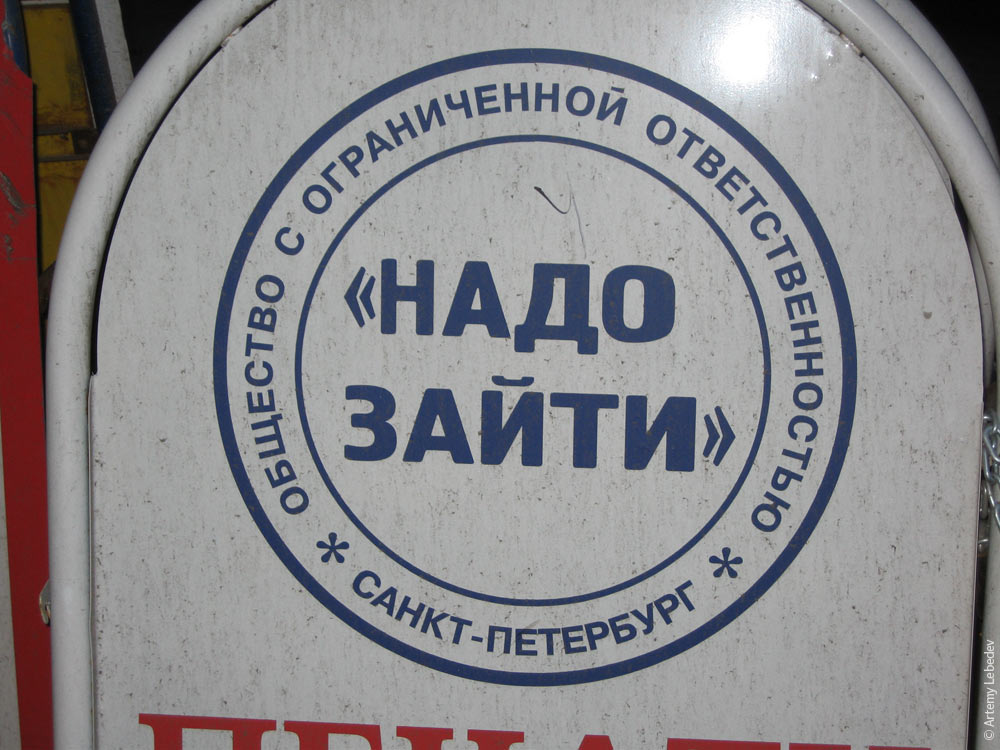 ОБЩЕСТВО С ОГРАНИЧЕННОЙ ОТВЕТСТВЕННОСТЬЮ
«НАДО
ЗАЙТИ»
* САНКТ-ПЕТЕРБУРГ *
© Artemy Lebedev